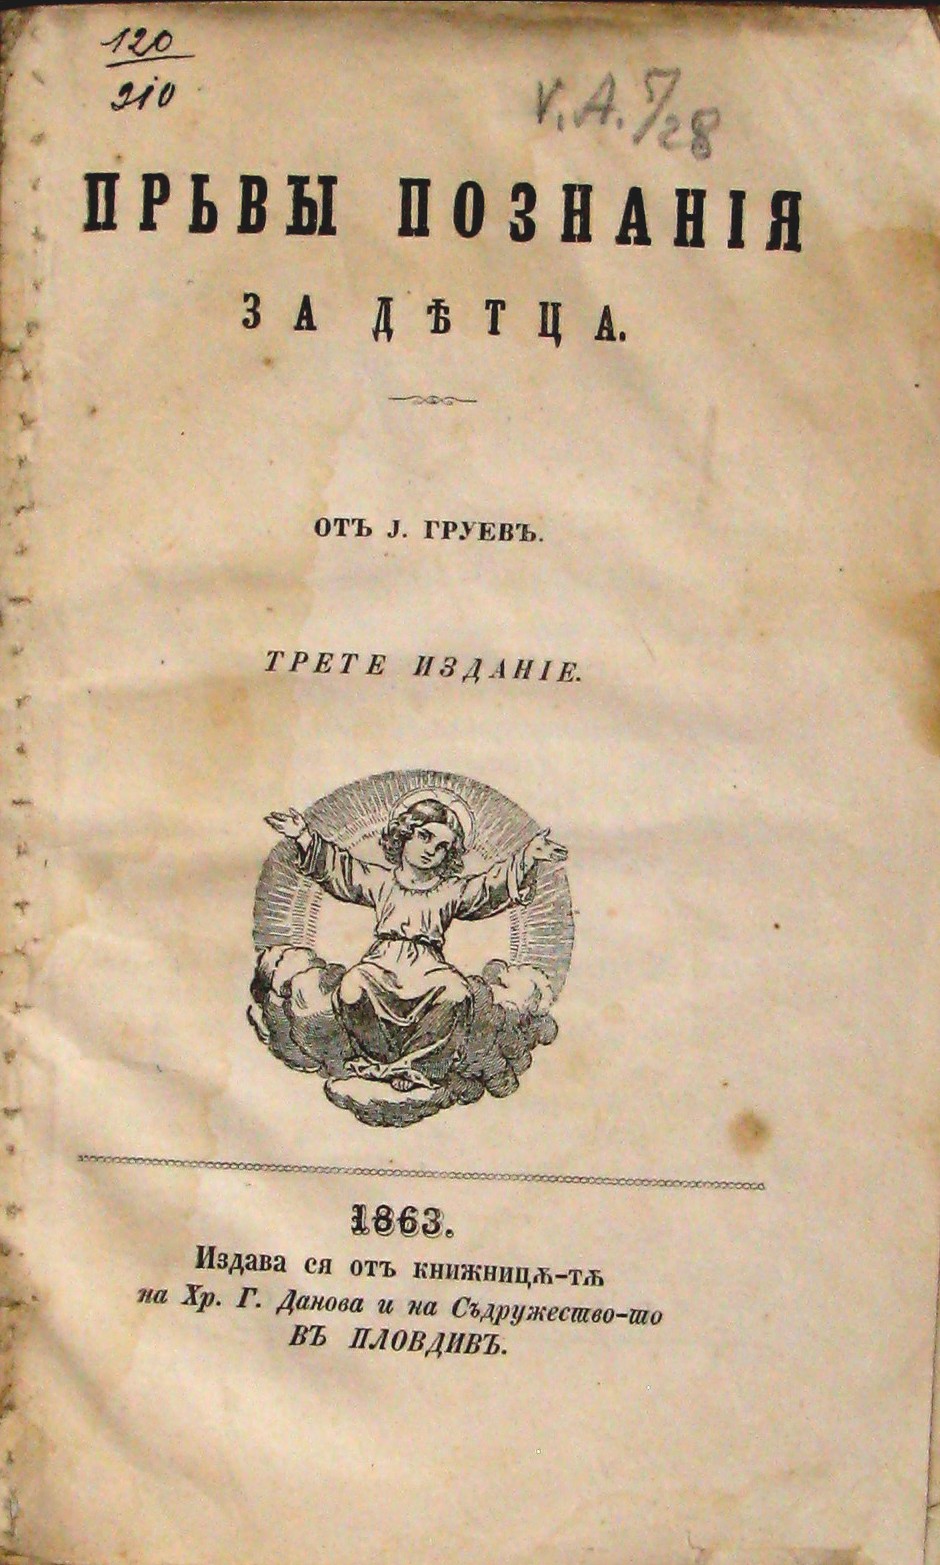 120
210
V. A. 5/28
ПРЬВЫ ПОЗНАНІЯ
ЗА ДѢТЦА.
ОТЪ J. ГРУЕВЪ.
ТРЕТЕ ИЗДАНІЕ.
1863.
Издава ся отъ книжницѫ-тѫ
на Хр. Г. Данова и на Съдружество-то
ВЪ ПЛОВДИВЪ.